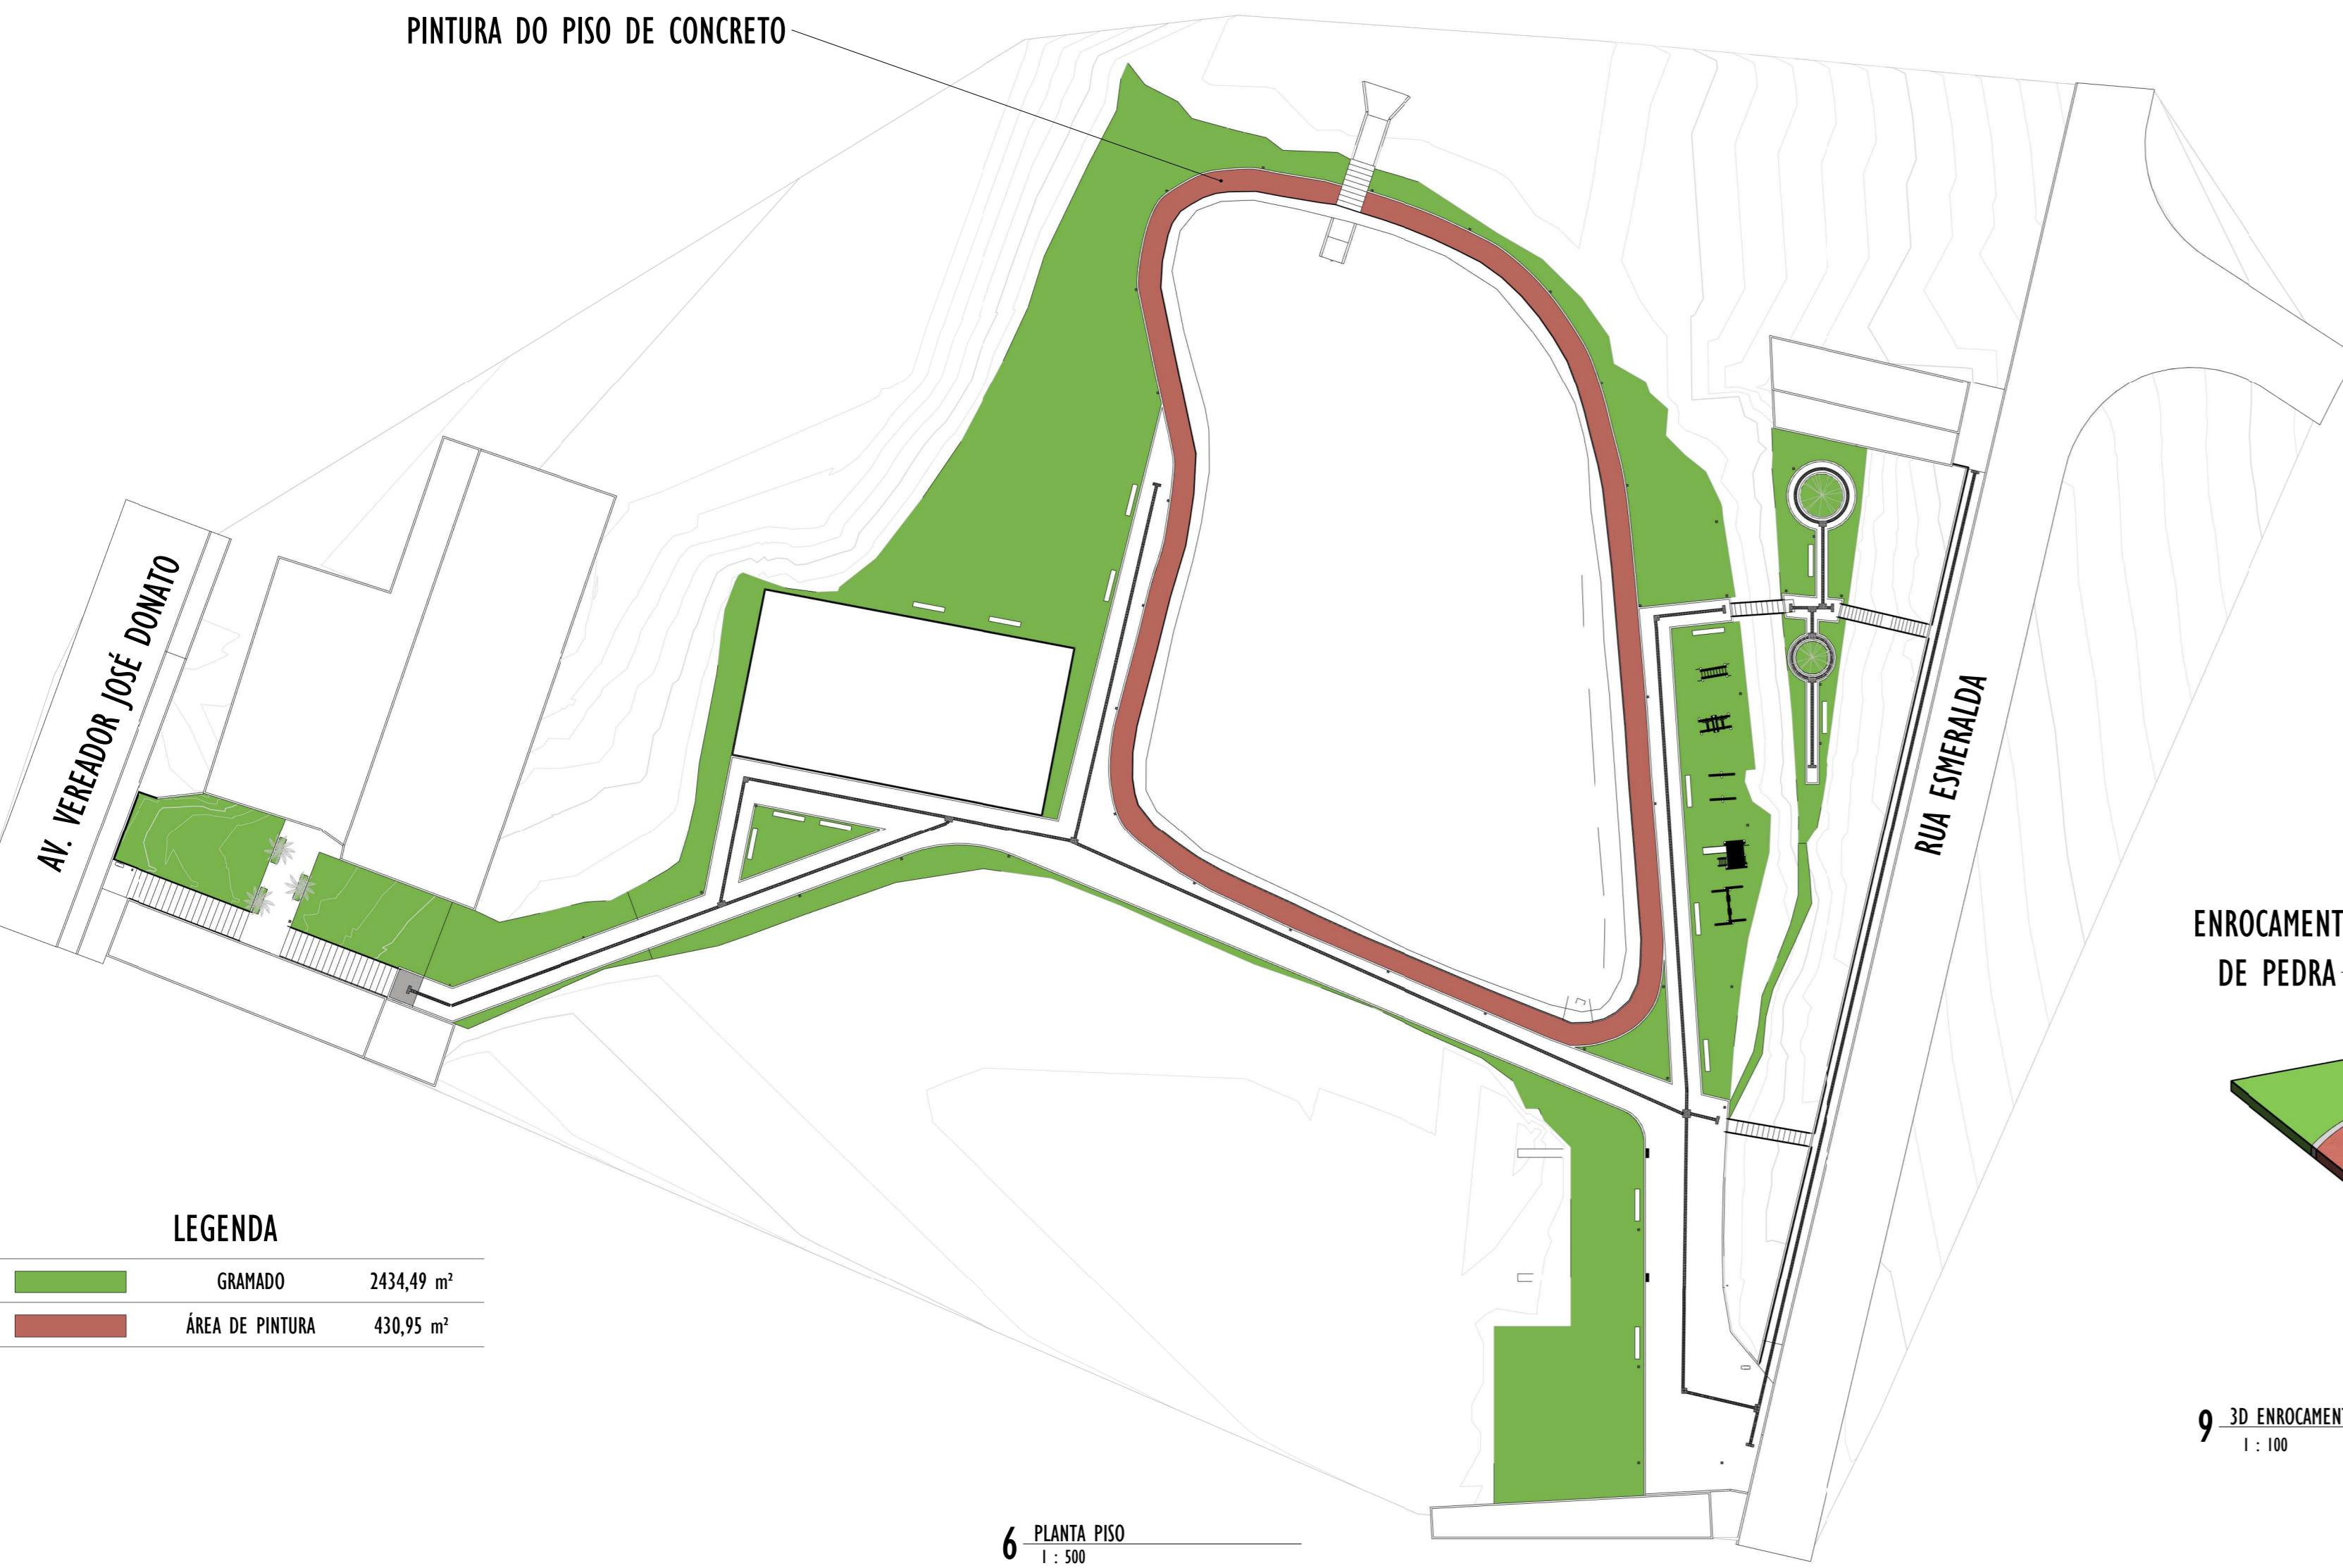 PINTURA DO PISO DE CONCRETO
AV. VEREADOR JOSÉ DONATO
RUA ESMERALDA
ENROCAMENT
DE PEDRA
LEGENDA
GRAMADO 2434,49 m²
ÁREA DE PINTURA 430,95 m²
9 3D ENROCAMEN
1 : 100
6 PLANTA PISO
1 : 500